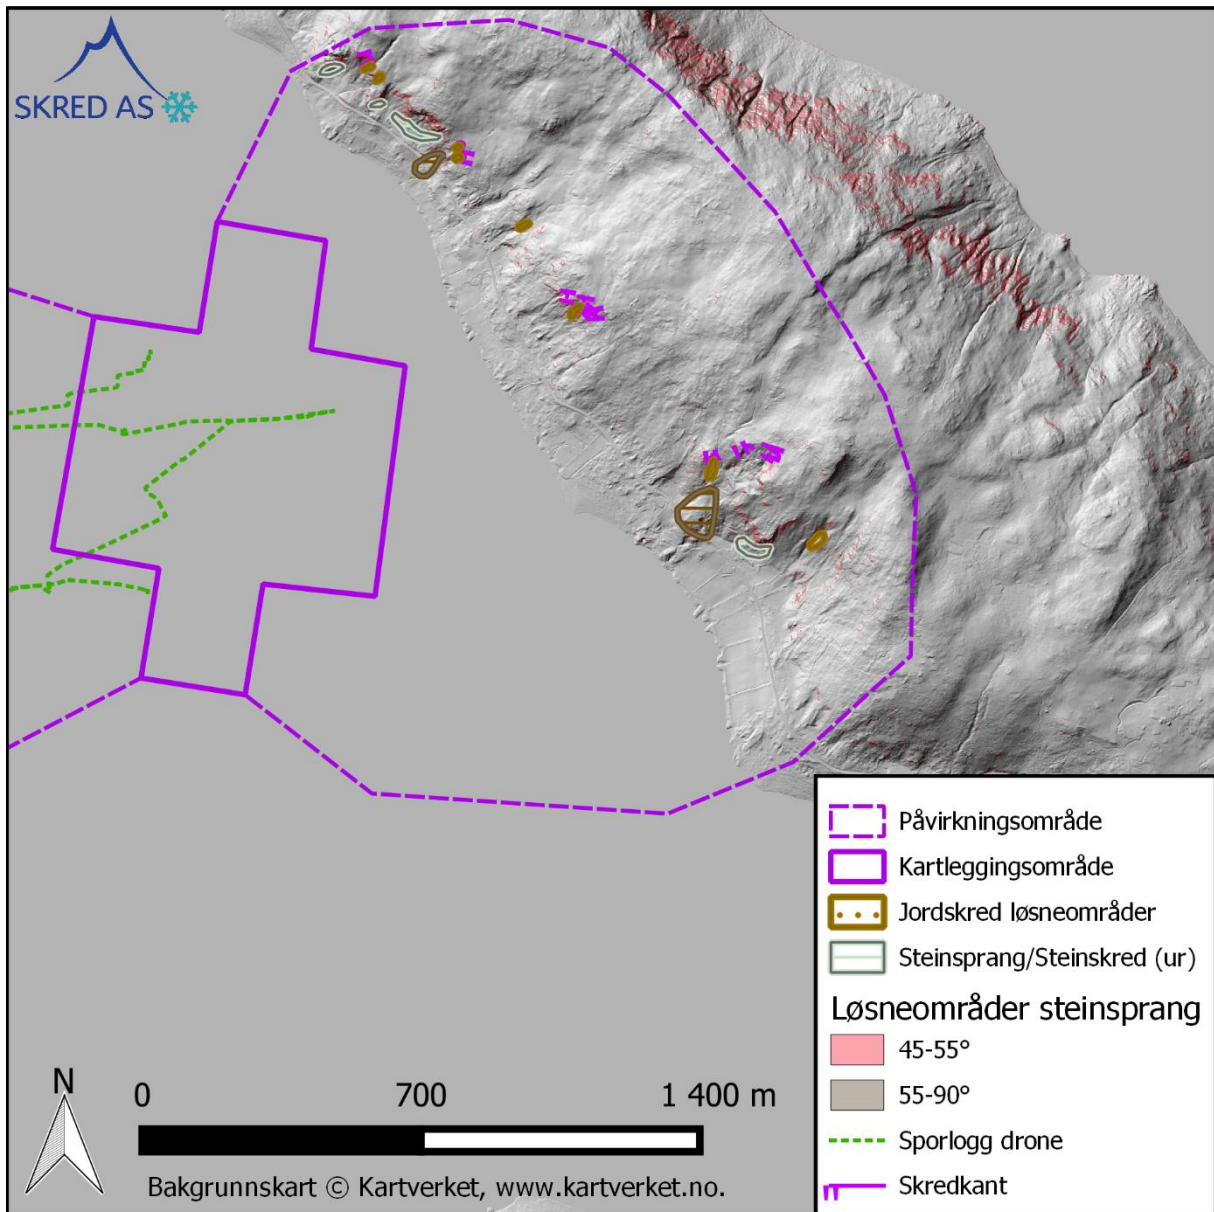 SKRED AS
Påvirkningsområde
Kartleggingsområde
Jordskred løsneområder
Steinsprang/Steinskred (ur)
Løsneområder steinsprang
45-55°
55-90°
Sporlogg drone
Skredkant
N
0 700 1 400 m
Bakgrunnskart © Kartverket, www.kartverket.no.